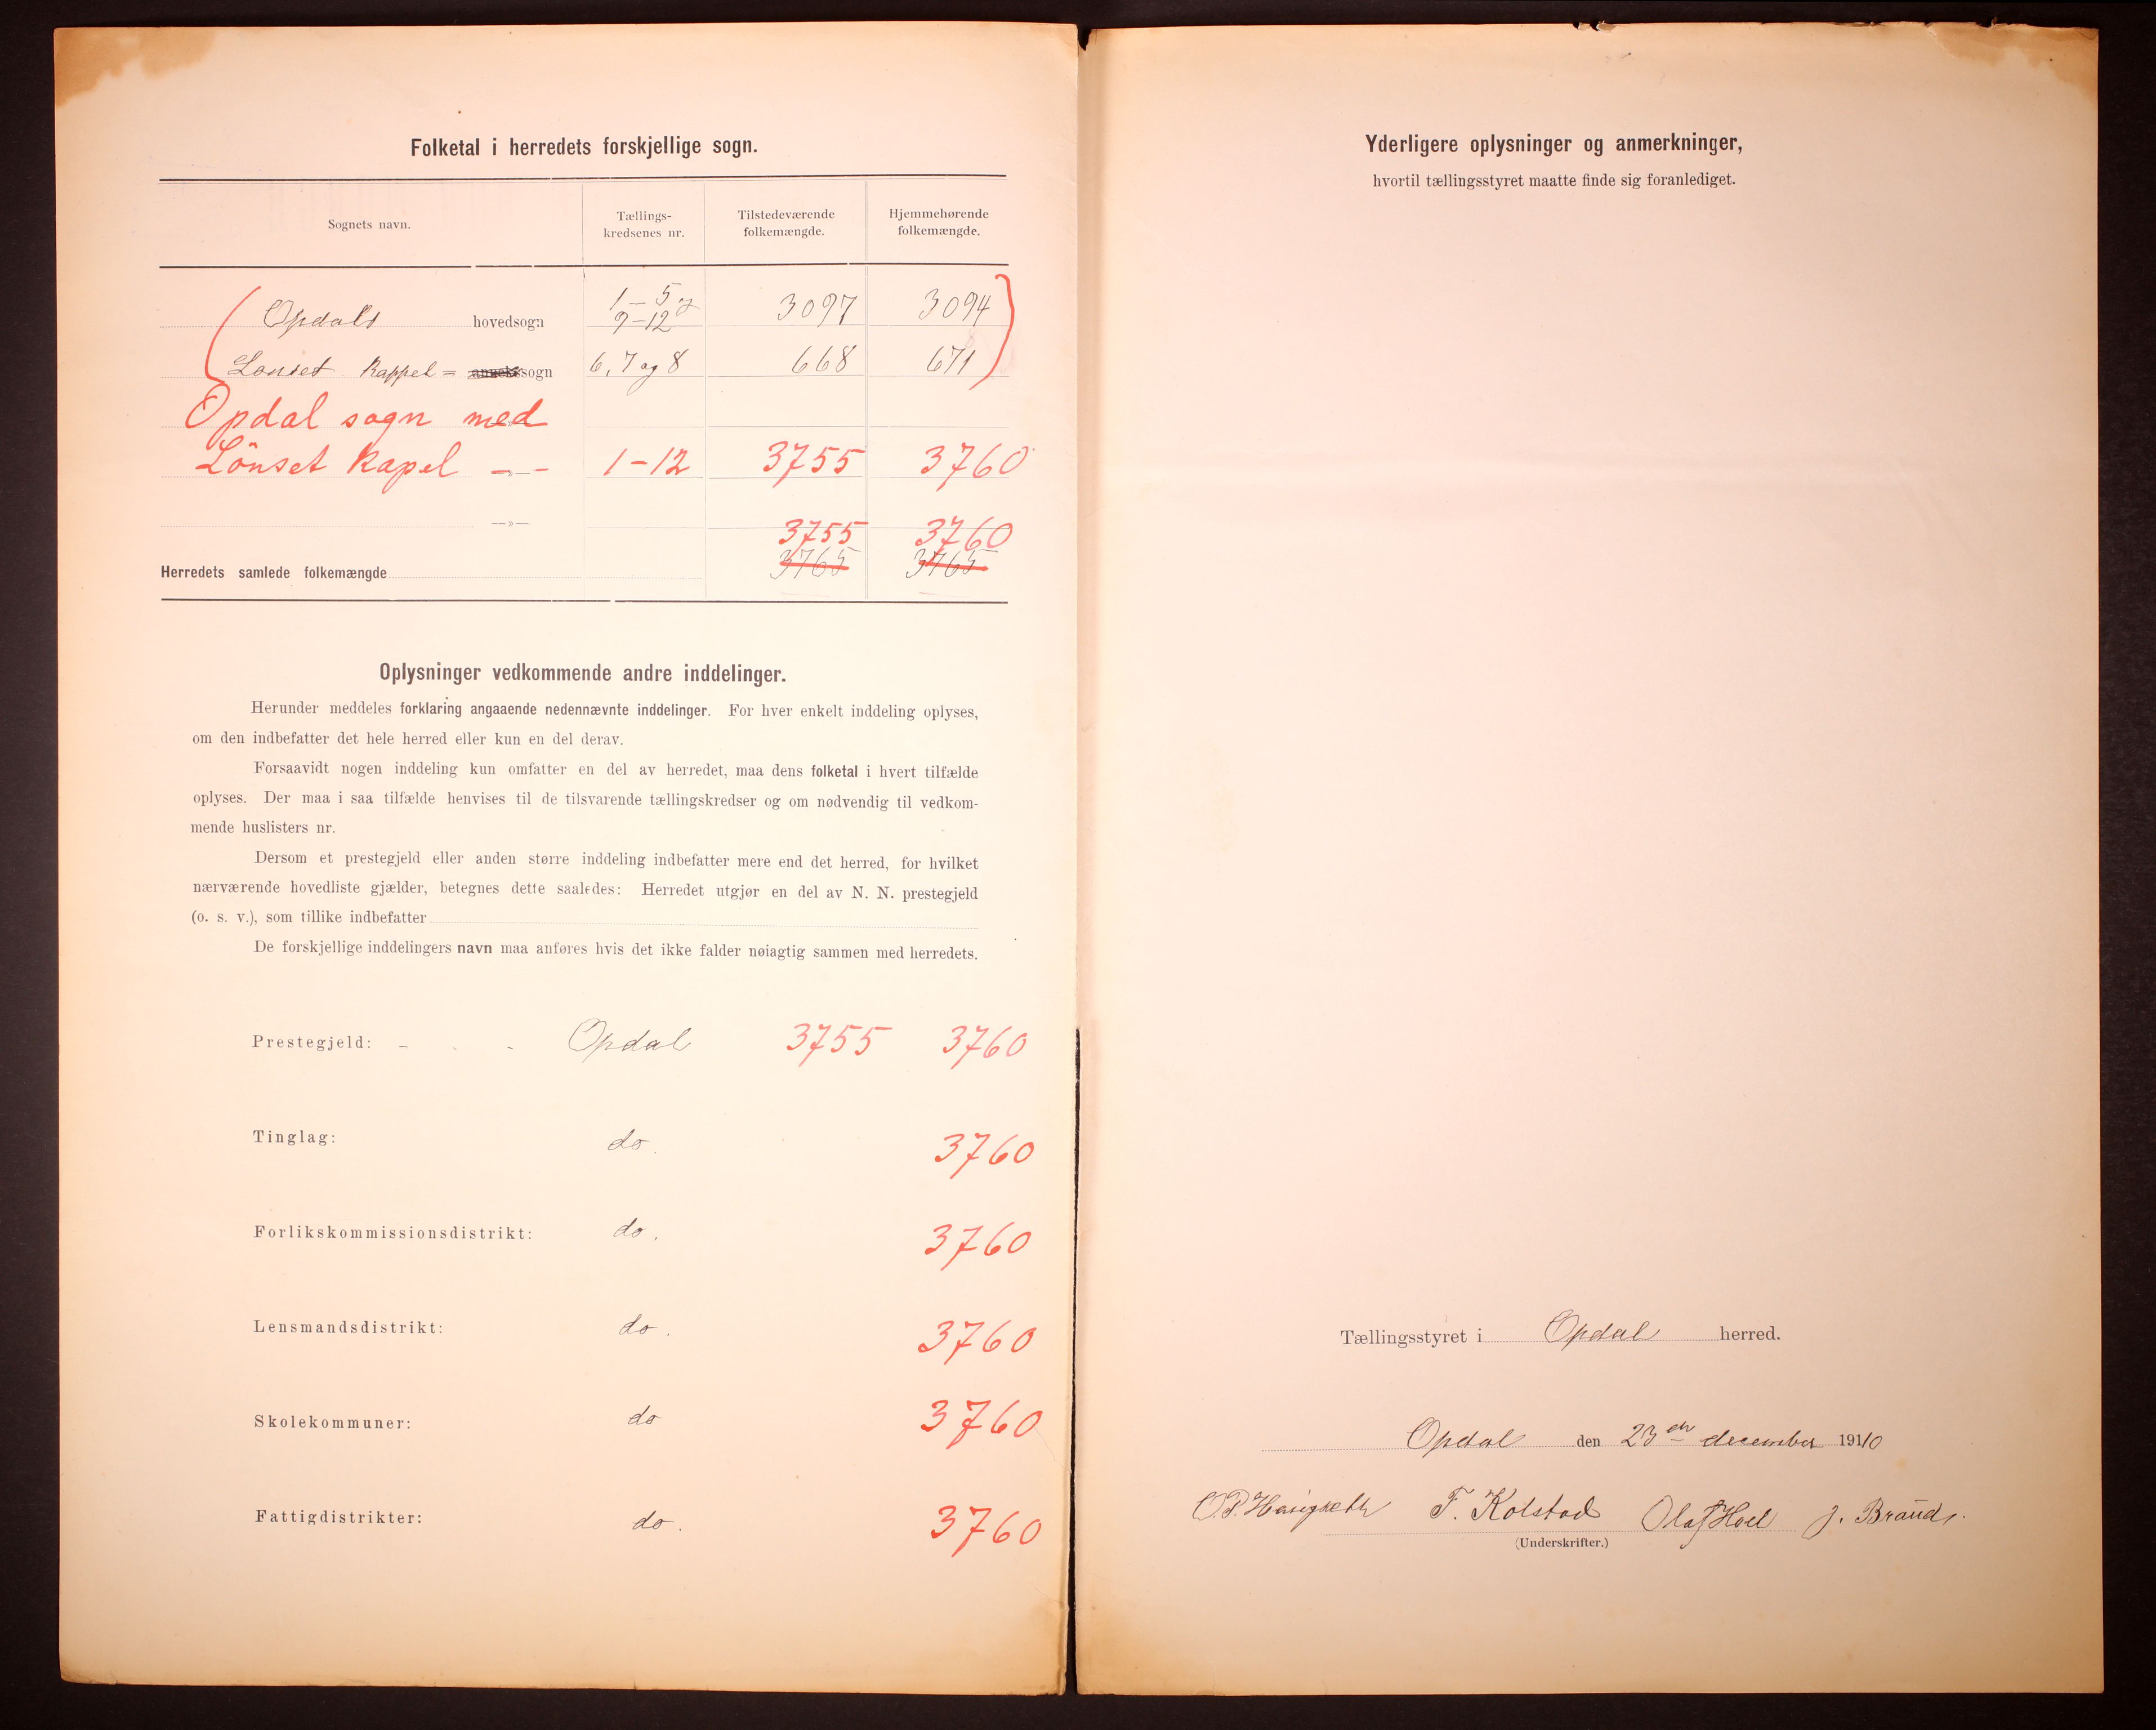 Folketal i herredets forskjellige sogn.
Sognets navn.
Tællings-
kredsenes nr.
Tilstedeværende
folkemængde.
Hjemmehørende
folkemængde.
Opdals hovedsogn 1-5 og 9-12 3097 3094
Lønset Kappel= anneks sogn 6, 7 og 8 668 671
Opdal sogn med
Lönset Kapel —„— 1-12 3755 3760
—»— 3755 3760
Herredets samlede folkemængde 3765 3765
Oplysninger vedkommende andre inddelinger.
Herunder meddeles forklaring angaaende nedennævnte inddelinger. For hver enkelt inddeling oplyses,
om den indbefatter det hele herred eller kun en del derav.
Forsaavidt nogen inddeling kun omfatter en del av herredet, maa dens folketal i hvert tilfælde
oplyses. Der maa i saa tilfælde henvises til de tilsvarende tællingskredser og om nødvendig til vedkom-
mende huslisters nr.
Dersom et prestegjeld eller anden større inddeling indbefatter mere end det herred, for hvilket
nærværende hovedliste gjælder, betegnes dette saaledes: Herredet utgjør en del av N. N. prestegjeld
(o. s. v.), som tillike indbefatter
De forskjellige inddelingers navn maa anføres hvis det ikke falder nøiagtig sammen med herredets.
Prestegjeld: - - - Opdal 3755 3760
Tinglag: do. 3760
Forlikskommissionsdistrikt: do. 3760
Lensmandsdistrikt: do. 3760
Skolekommuner: do 3760
Fattigdistrikter: do. 3760
Yderligere oplysninger og anmerkninger,
hvortil tællingsstyret maatte finde sig foranlediget.
Tællingsstyret i Opdal herred.
Opdal den 23de december 1910
F. Kolstad Olaf Hoel J. Brand
(Underskrifter.)